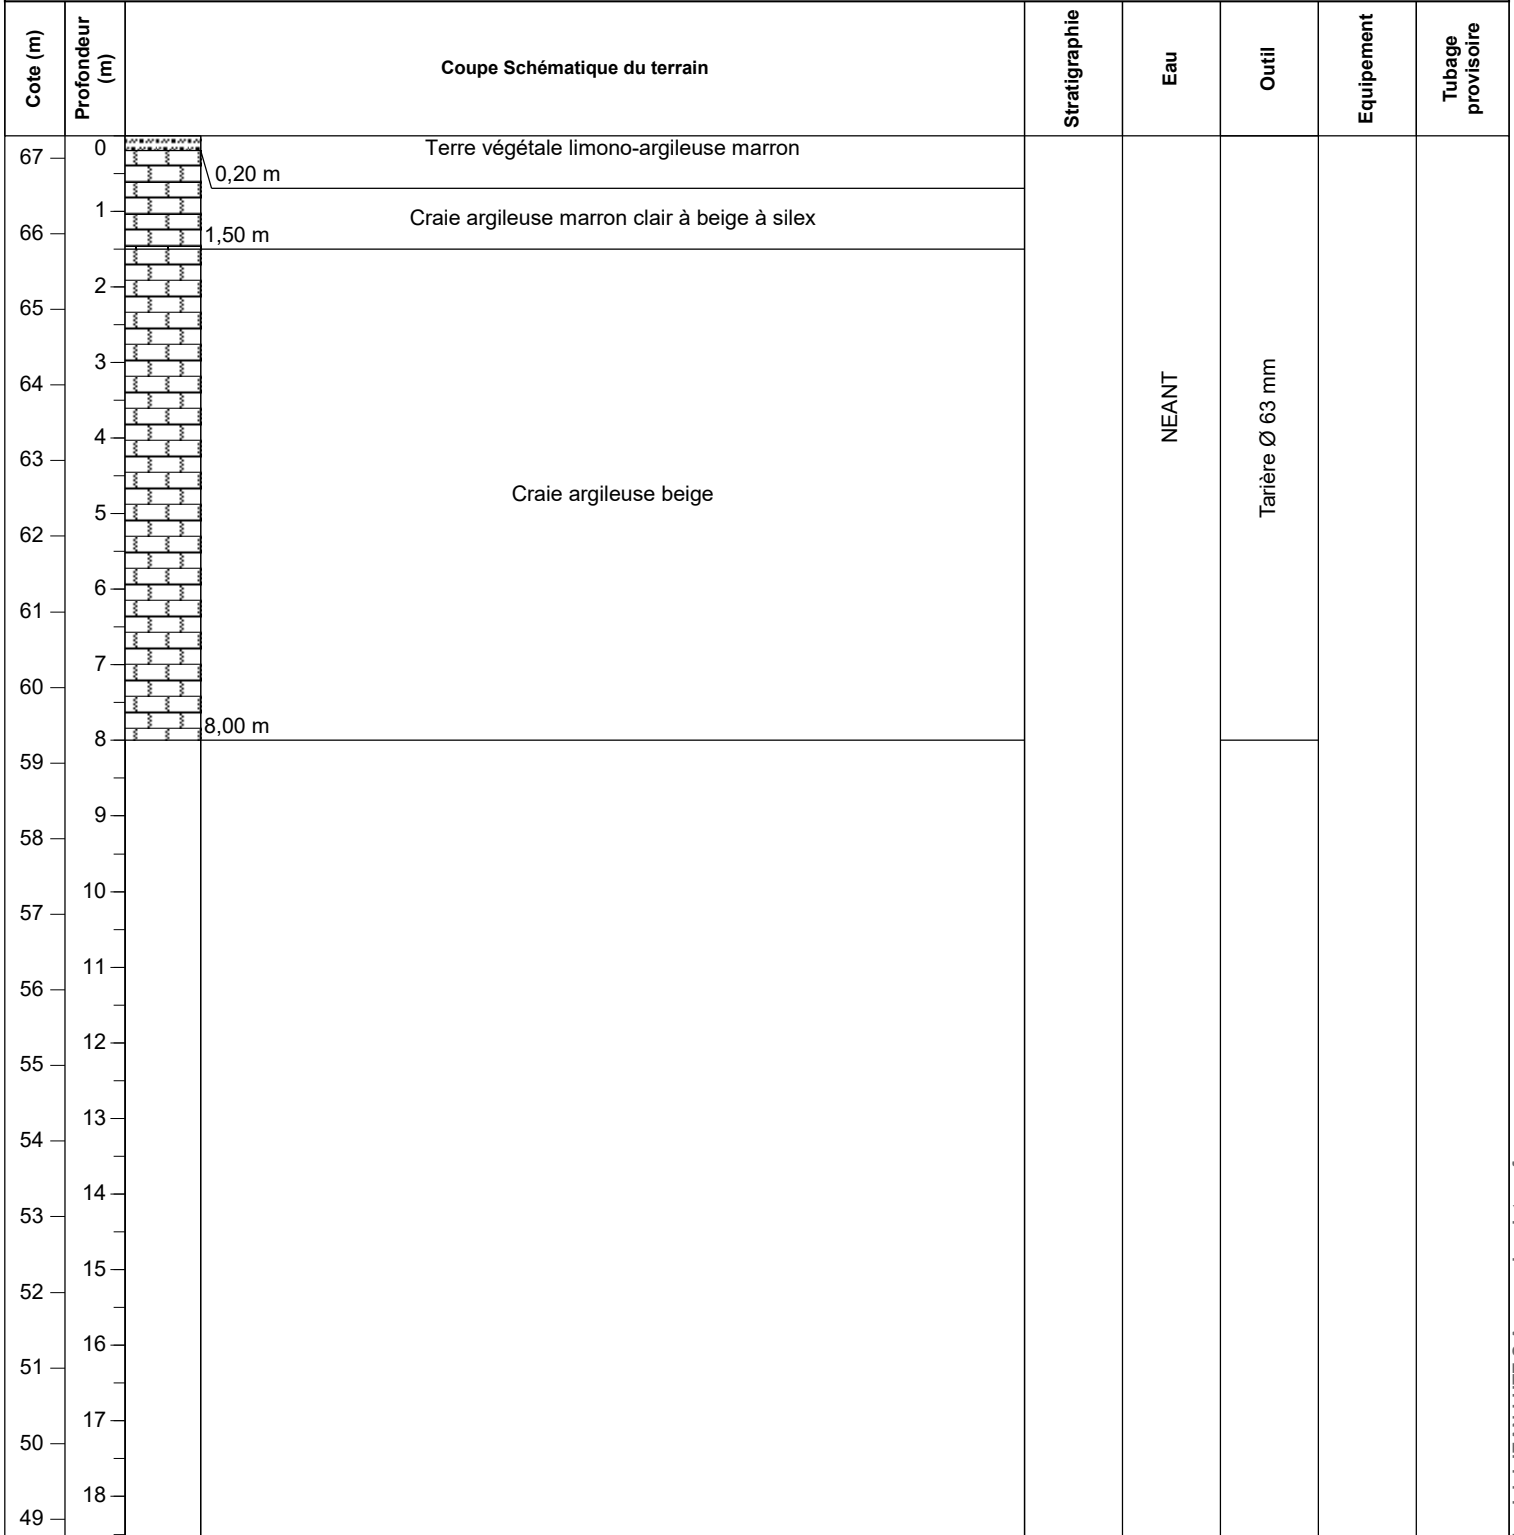 Cote (m)
Profondeur
(m)
Coupe Schématique du terrain
Stratigraphie
Eau
Outil
Equipement
Tubage
provisoire
67
0
Terre végétale limono-argileuse marron
0,20 m
1
Craie argileuse marron clair à beige à silex
66
1,50 m
2
65
3
64
NEANT
Tarière Ø 63 mm
4
63
Craie argileuse beige
5
62
6
61
7
60
8,00 m
8
59
9
58
10
57
11
56
12
55
13
54
14
53
15
52
16
51
17
50
18
49